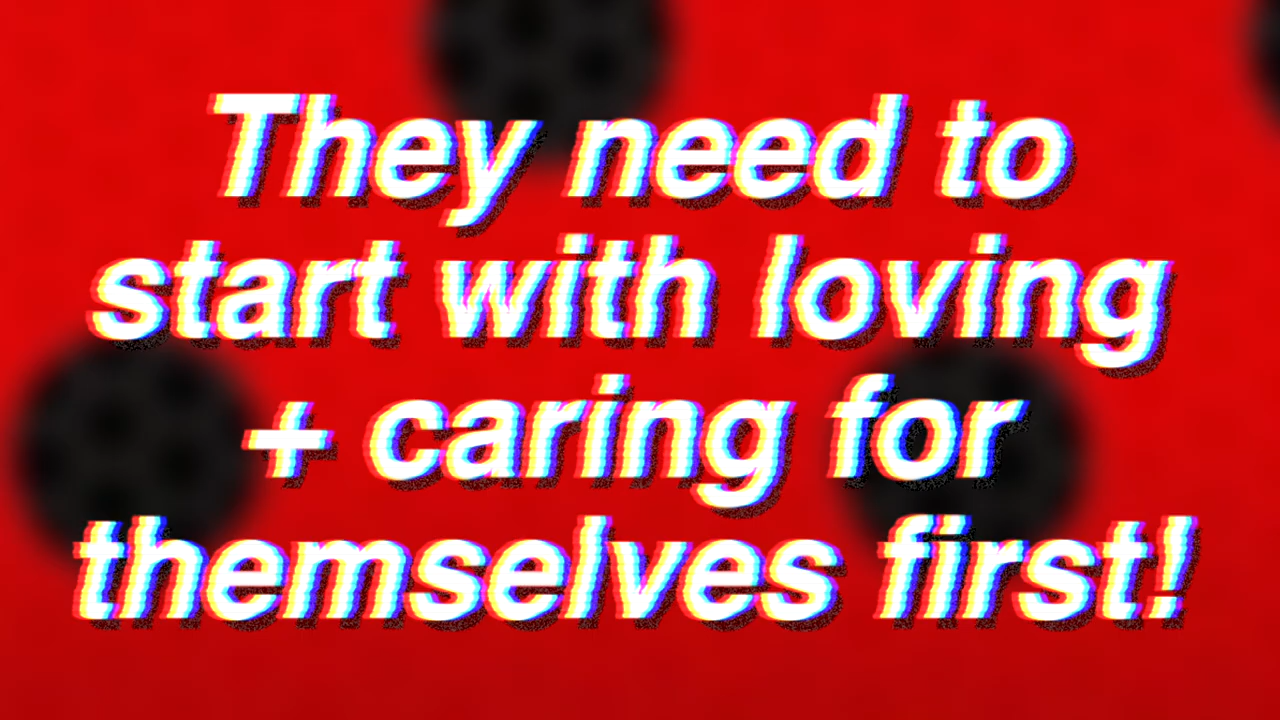 They need to
start with loving
+ caring for
themselves first!